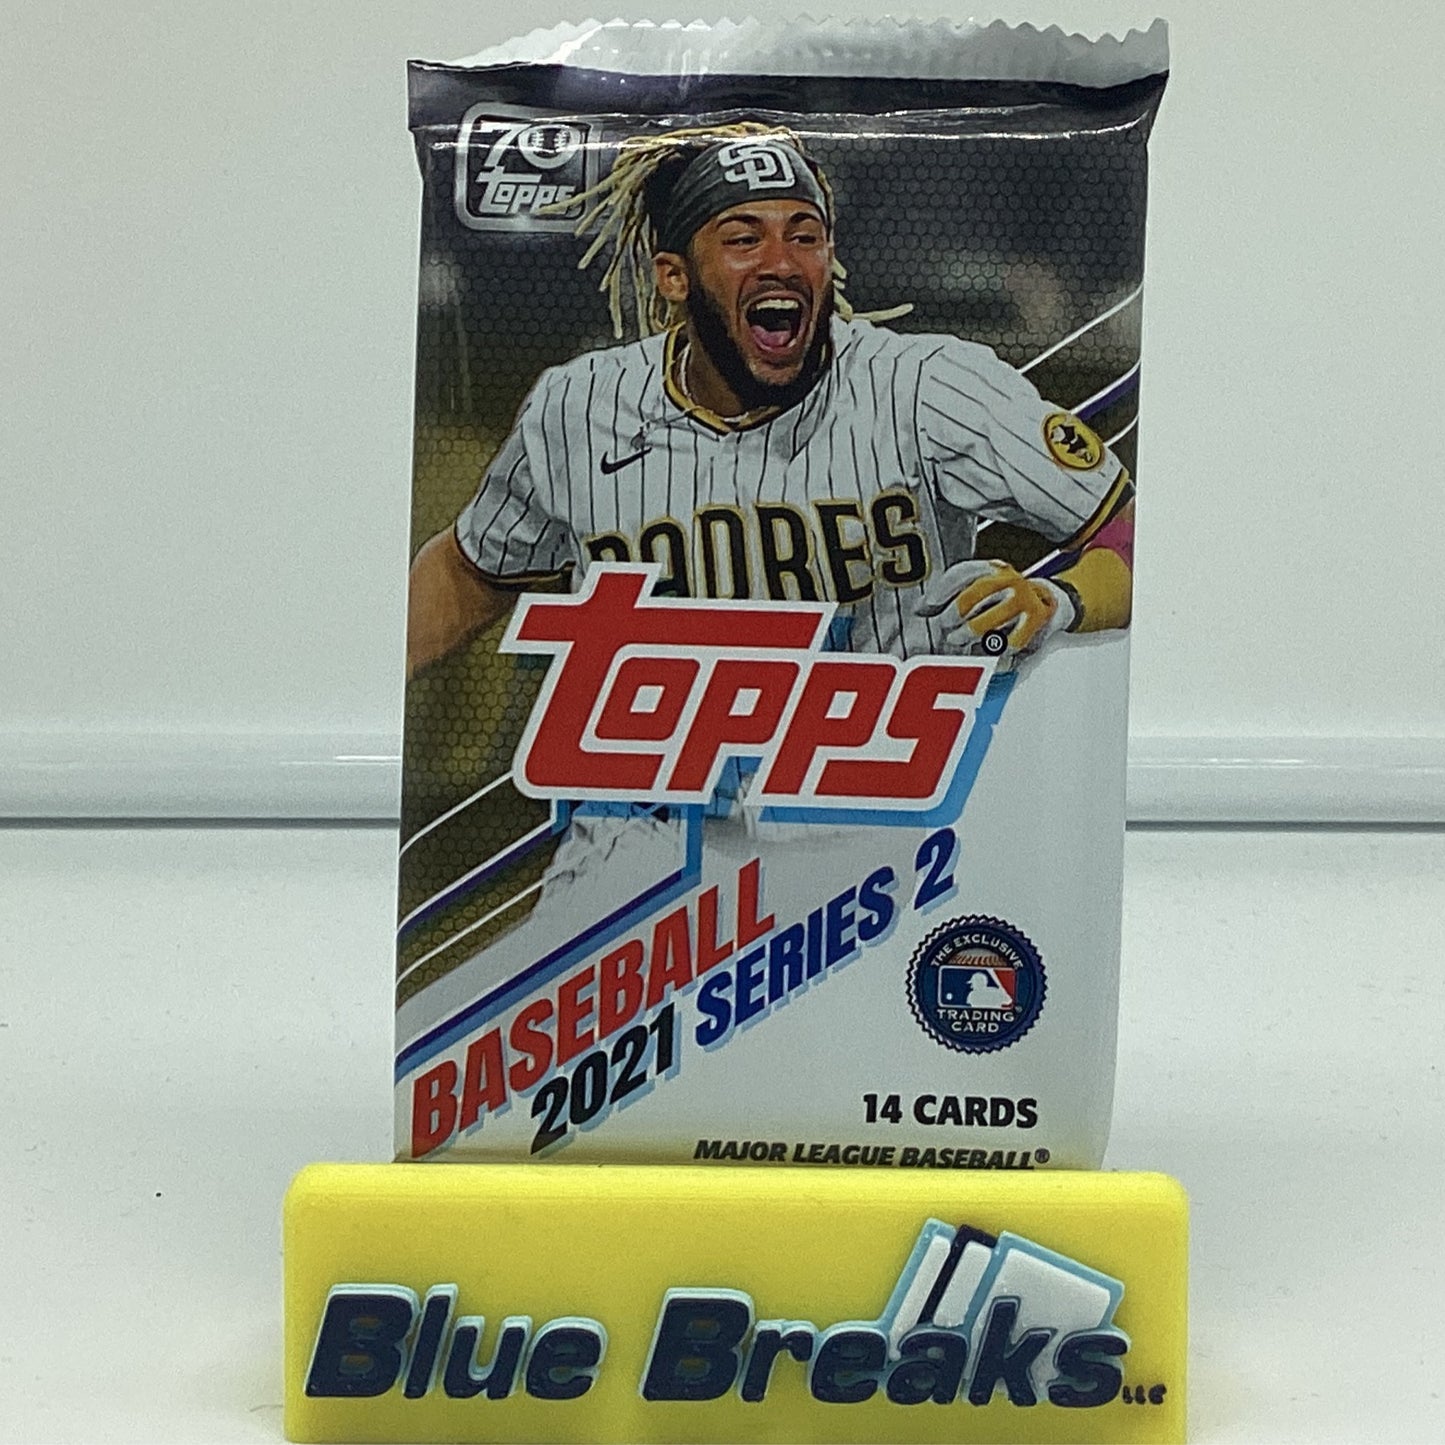 70
topps
SD
PADRES
topps®
BASEBALL
2021 SERIES 2
THE EXCLUSIVE
TRADING
CARD
14 CARDS
MAJOR LEAGUE BASEBALL®
Blue Breaks LLC